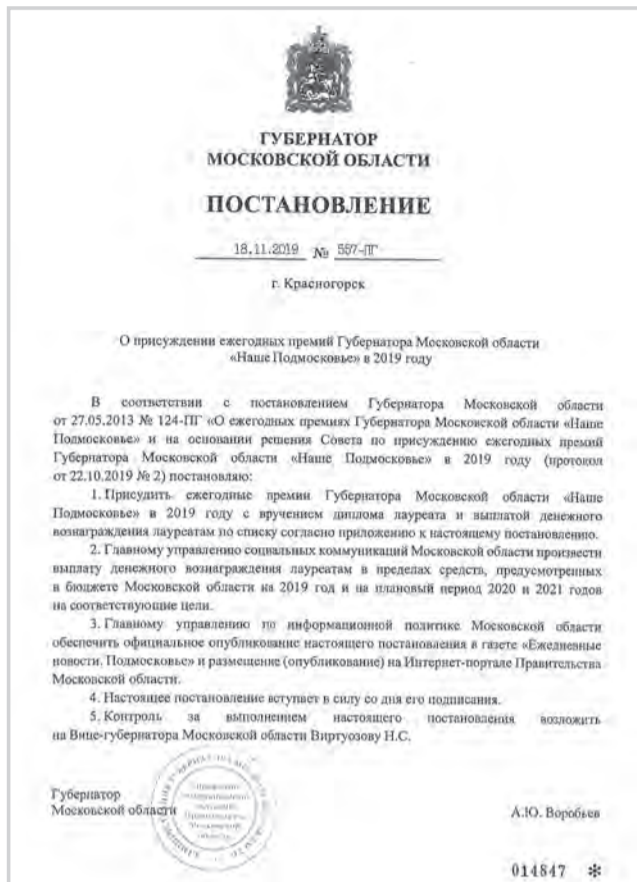 ГУБЕРНАТОР
МОСКОВСКОЙ ОБЛАСТИ
ПОСТАНОВЛЕНИЕ
18.11.2019 № 557-ПГ
г. Красногорск
О присуждении ежегодных премий Губернатора Московской области
«Наше Подмосковье» в 2019 году
В соответствии с постановлением Губернатора Московской области
от 27.05.2013 № 124-ПГ «О ежегодных премиях Губернатора Московской области «Наше
Подмосковье» и на основании решения Совета по присуждению ежегодных премий
Губернатора Московской области «Наше Подмосковье» в 2019 году (протокол
от 22.10.2019 № 2) постановляю:
1. Присудить ежегодные премии Губернатора Московской области «Наше
Подмосковье» в 2019 году с вручением диплома лауреата и выплатой денежного
вознаграждения лауреатам по списку согласно приложению к настоящему постановлению.
2. Главному управлению социальных коммуникаций Московской области произвести
выплату денежного вознаграждения лауреатам в пределах средств, предусмотренных
в бюджете Московской области на 2019 год и на плановый период 2020 и 2021 годов
на соответствующие цели.
3. Главному управлению по информационной политике Московской области
обеспечить официальное опубликование настоящего постановления в газете «Ежедневные
новости. Подмосковье» и размещение (опубликование) на Интернет-портале Правительства
Московской области.
4. Настоящее постановление вступает в силу со дня его подписания.
5. Контроль за выполнением настоящего постановления возложить
на Вице-губернатора Московской области Виртуозову Н.С.
Губернатор
Московской области
А.Ю. Воробьев
014847 *